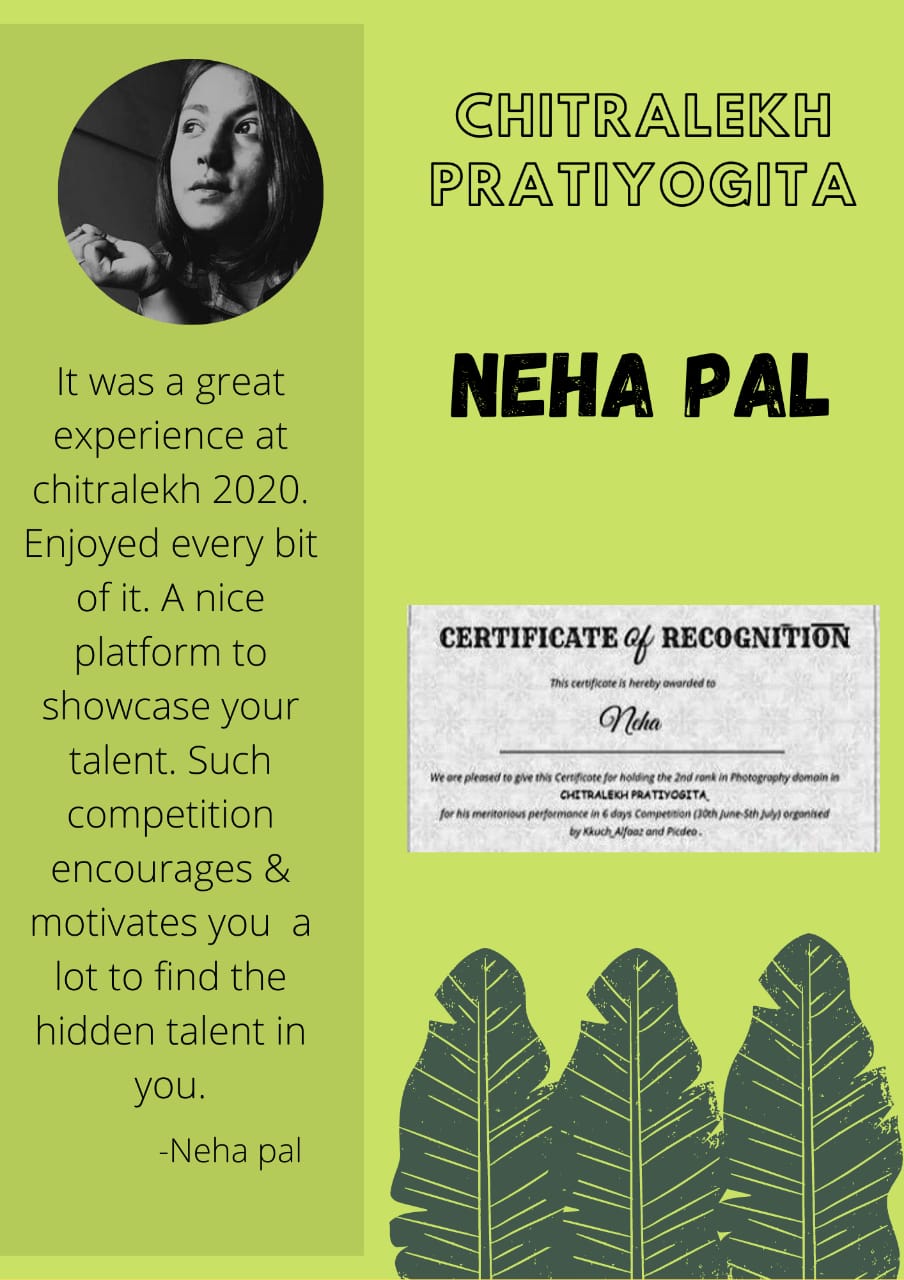 CHITRALEKH
PRATIYOGITA
NEHA PAL
It was a great
experience at
chitralekh 2020.
Enjoyed every bit
of it. A nice
platform to
showcase your
talent. Such
competition
encourages &
motivates you a
lot to find the
hidden talent in
you.
-Neha pal
CERTIFICATE of RECOGNITION
This certificate is hereby awarded to
Neha
We are pleased to give this Certificate for holding the 2nd rank in Photography domain in
CHITRALEKH PRATIYOGITA
for his meritorious performance in 6 days Competition (30th June-5th July) organised
by Kkuch_Alfaaz and Picdeo.